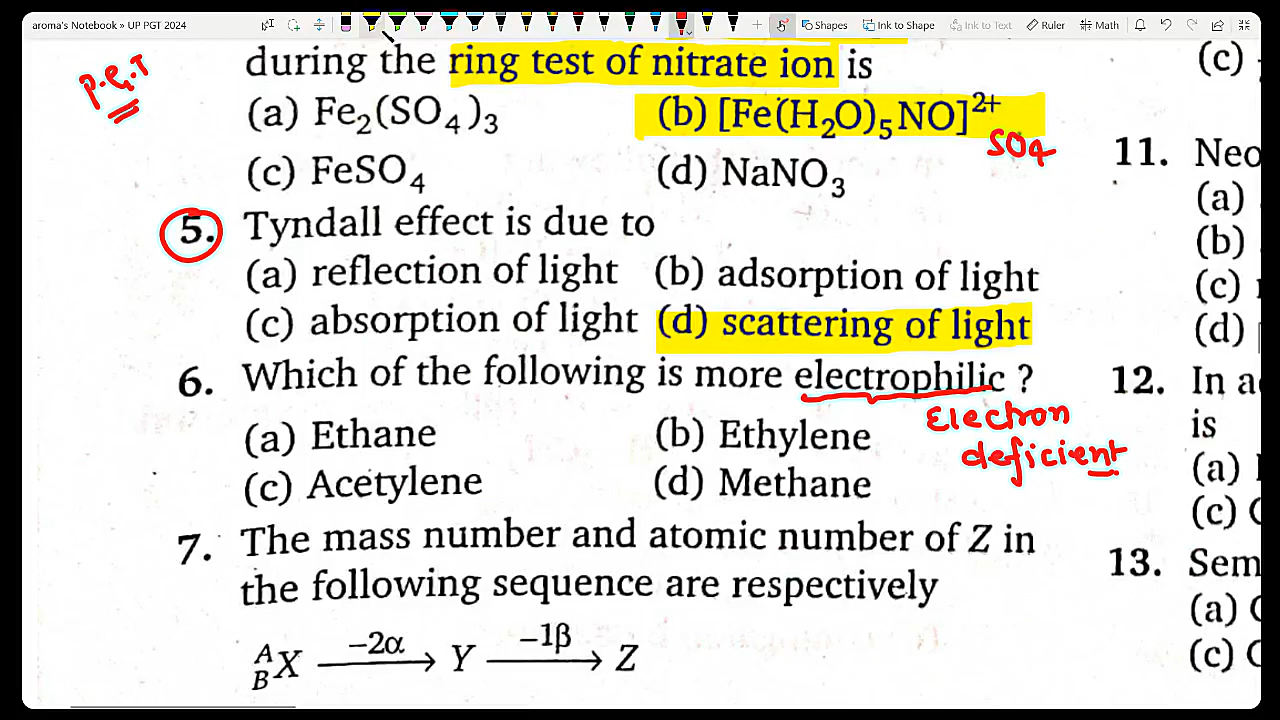 aroma's Notebook » UP PGT 2024
Shapes Ink to Shape Ink to Text Ruler Math
P.G.T
during the ring test of nitrate ion is
(a) Fe₂(SO₄)₃ (b) [Fe(H₂O)₅NO]²⁺
SO4
(c) FeSO₄ (d) NaNO₃
5. Tyndall effect is due to
(a) reflection of light (b) adsorption of light
(c) absorption of light (d) scattering of light
6. Which of the following is more electrophilic ?
Electron
deficient
(a) Ethane (b) Ethylene
(c) Acetylene (d) Methane
7. The mass number and atomic number of Z in
the following sequence are respectively
ᴬ_BX —−2α→ Y —−1β→ Z
(c)
11. Neo
(a)
(b)
(c)
(d)
12. In a
is
(a)
(c)
13. Sem
(a)
(c)